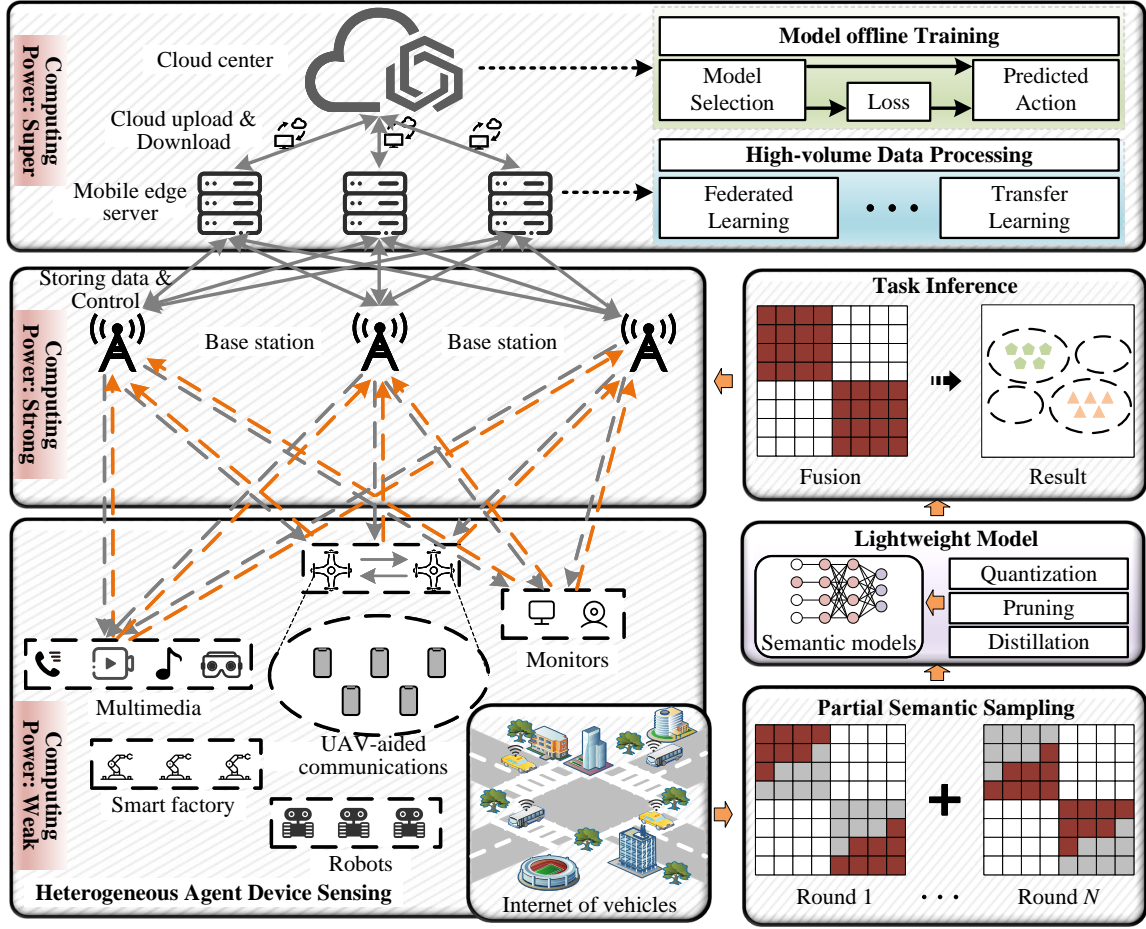 Computing
Power: Super
Cloud center
Cloud upload &
Download
Mobile edge
server
Model offline Training
Model
Selection
Loss
Predicted
Action
High-volume Data Processing
Federated
Learning
Transfer
Learning
Computing
Power: Strong
Storing data &
Control
Base station
Base station
Task Inference
Fusion
Result
Computing
Power: Weak
Multimedia
Smart factory
UAV-aided
communications
Robots
Monitors
Heterogeneous Agent Device Sensing
Internet of vehicles
Lightweight Model
Semantic models
Quantization
Pruning
Distillation
Partial Semantic Sampling
Round 1
Round N